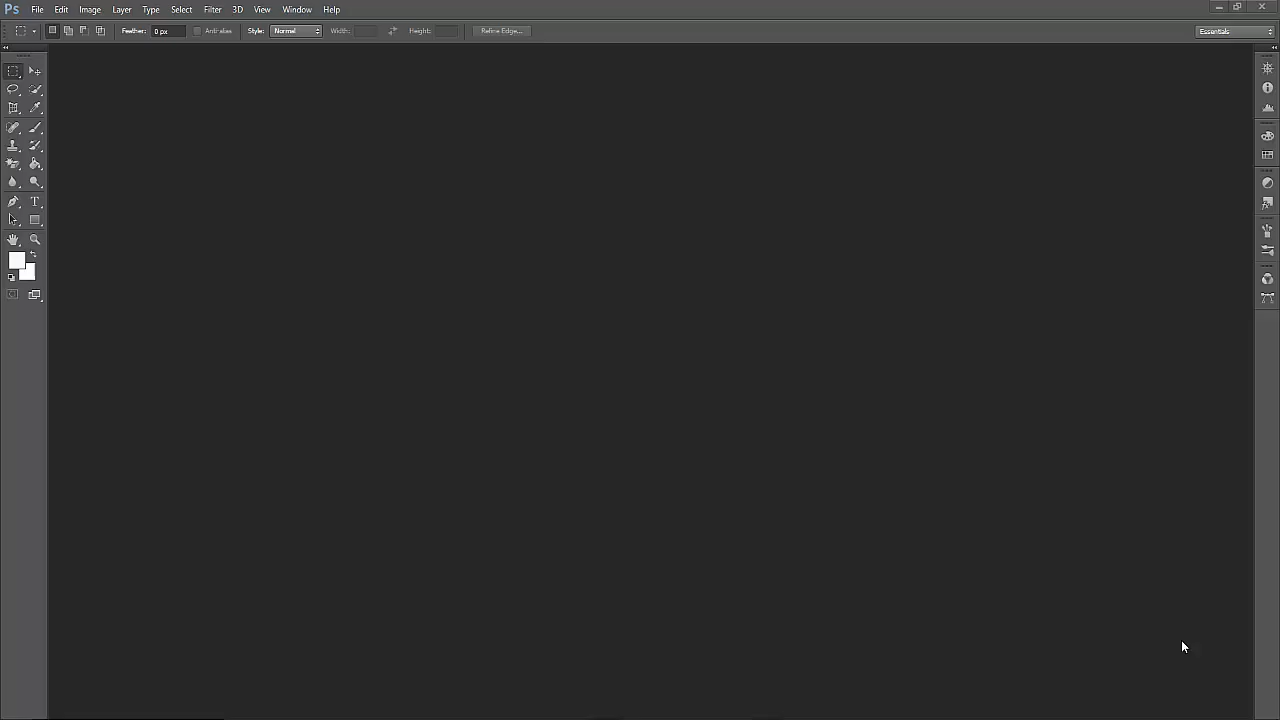 Ps File Edit Image Layer Type Select Filter 3D View Window Help
Feather: 0 px Anti-alias Style: Normal Width: Height: Refine Edge... Essentials
T